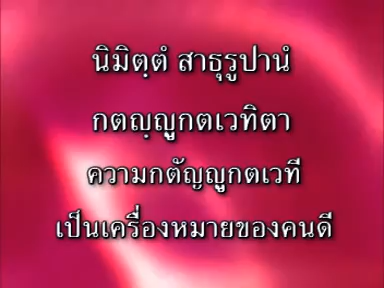 นิมิตฺตํ สาธุรูปานํ
กตญฺญูกตเวทิตา
ความกตัญญูกตเวที
เป็นเครื่องหมายของคนดี